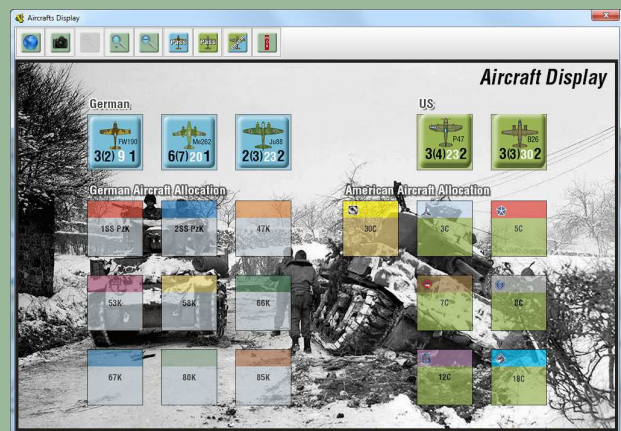 Aircrafts Display
Pass
Pass
Aircraft Display
German
US
FW190
3(2) 9 1
Me262
6(7) 20 1
Ju88
2(3) 23 2
P47
3(4) 23 2
B26
3(3) 30 2
German Aircraft Allocation
American Aircraft Allocation
1SS PzK
2SS PzK
47K
30C
3C
5C
53K
58K
66K
7C
8C
67K
80K
85K
12C
18C